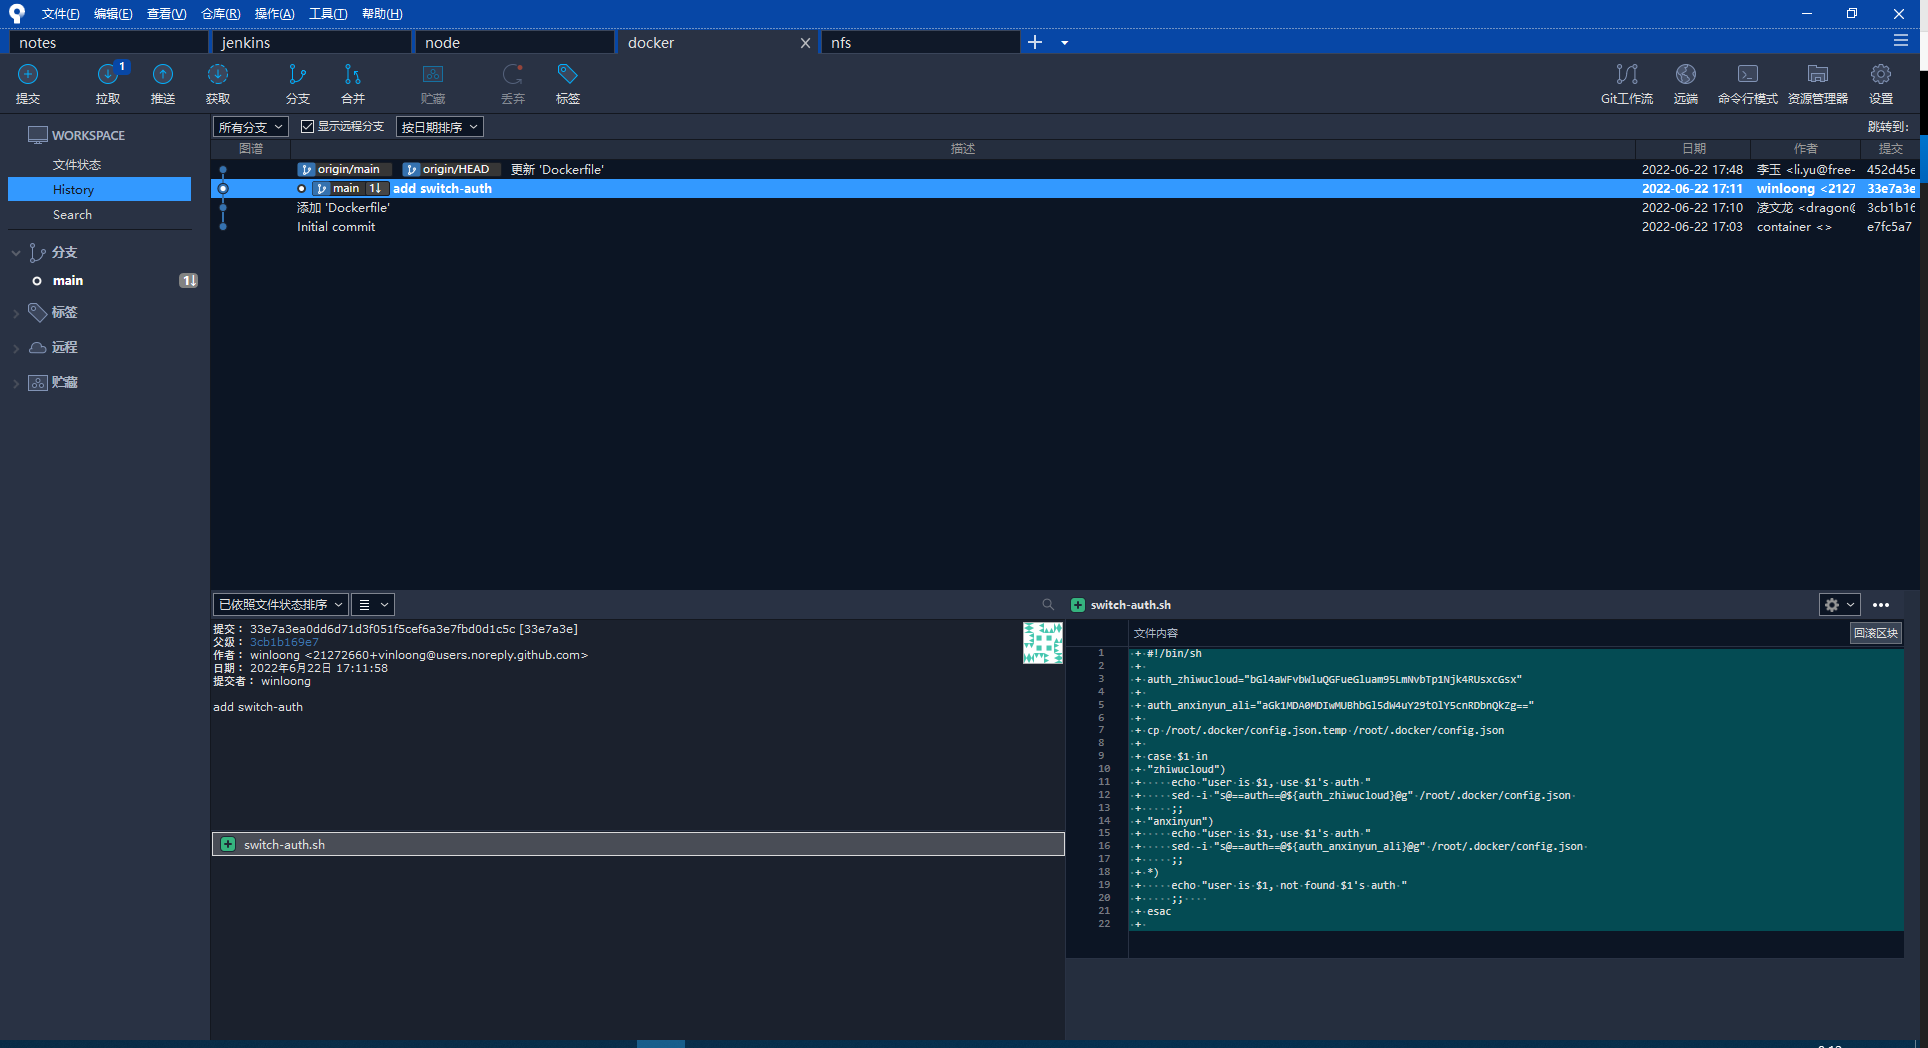 文件(F) 编辑(E) 查看(V) 仓库(R) 操作(A) 工具(T) 帮助(H)
notes jenkins node docker nfs
1
提交 拉取 推送 获取 分支 合并 贮藏 丢弃 标签 Git工作流 远端 命令行模式 资源管理器 设置
WORKSPACE
文件状态
History
Search
分支
main 1↓
标签
远程
贮藏
所有分支 显示远程分支 按日期排序 跳转到:
图谱 描述 日期 作者 提交
origin/main origin/HEAD 更新 'Dockerfile' 2022-06-22 17:48 李玉 <li.yu@free- 452d45e
main 1↓ add switch-auth 2022-06-22 17:11 winloong <2127 33e7a3e
添加 'Dockerfile' 2022-06-22 17:10 凌文龙 <dragon@ 3cb1b16
Initial commit 2022-06-22 17:03 container <> e7fc5a7
已依照文件状态排序
提交： 33e7a3ea0dd6d71d3f051f5cef6a3e7fbd0d1c5c [33e7a3e]
父级： 3cb1b169e7
作者： winloong <21272660+vinloong@users.noreply.github.com>
日期： 2022年6月22日 17:11:58
提交者： winloong
add switch-auth
switch-auth.sh
switch-auth.sh
文件内容 回滚区块
1 + #!/bin/sh
2 +
3 + auth_zhiwucloud="bGl4aWFvbWluQGFueGluam95LmNvbTp1Njk4RUsxcGsx"
4 +
5 + auth_anxinyun_ali="aGk1MDA0MDIwMUBhbGl5dW4uY29tOlY5cnRDbnQkZg=="
6 +
7 + cp /root/.docker/config.json.temp /root/.docker/config.json
8 +
9 + case $1 in
10 + "zhiwucloud")
11 + echo "user is $1, use $1's auth "
12 + sed -i "s@==auth==@${auth_zhiwucloud}@g" /root/.docker/config.json
13 + ;;
14 + "anxinyun")
15 + echo "user is $1, use $1's auth "
16 + sed -i "s@==auth==@${auth_anxinyun_ali}@g" /root/.docker/config.json
17 + ;;
18 + *)
19 + echo "user is $1, not found $1's auth "
20 + ;;
21 + esac
22 +